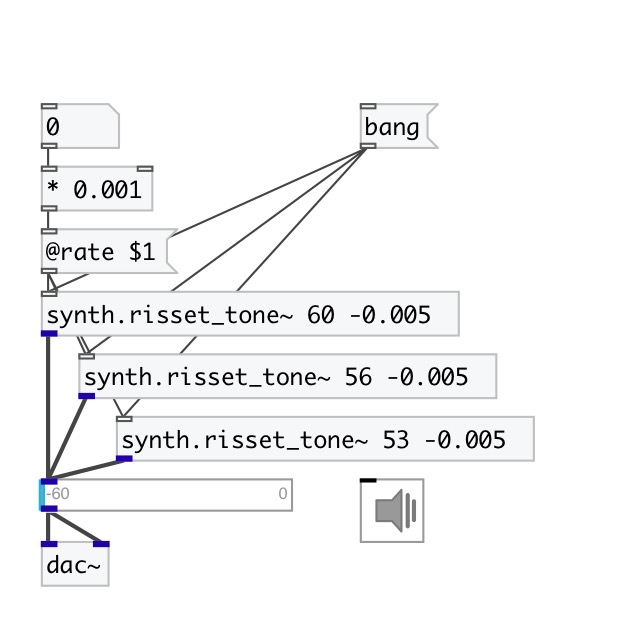 0
bang
* 0.001
@rate $1
synth.risset_tone~ 60 -0.005
synth.risset_tone~ 56 -0.005
synth.risset_tone~ 53 -0.005
-60 0
dac~